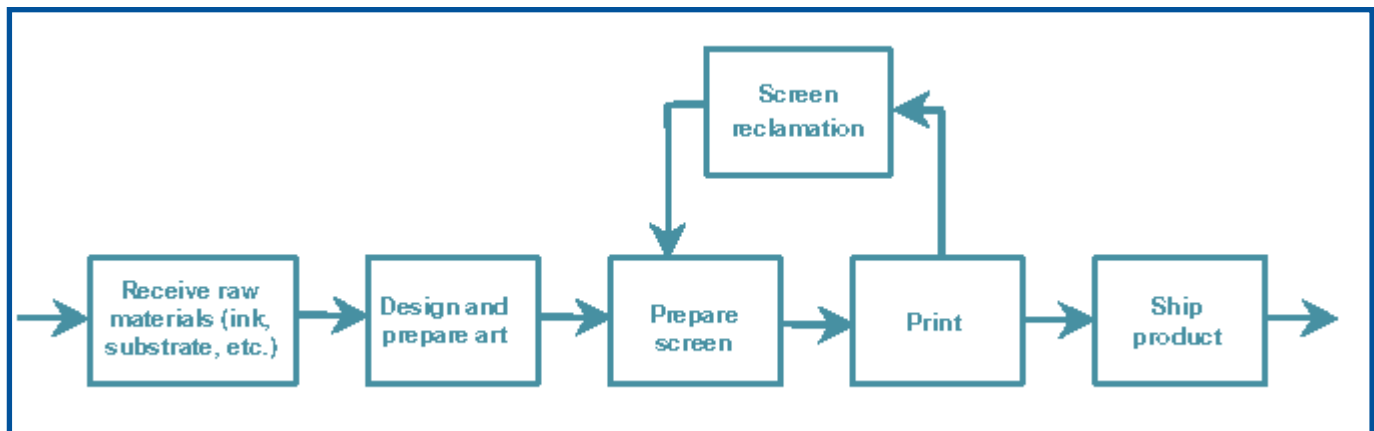 Screen
reclamation
Receive raw
materials (ink,
substrate, etc.)
Design and
prepare art
Prepare
screen
Print
Ship
product